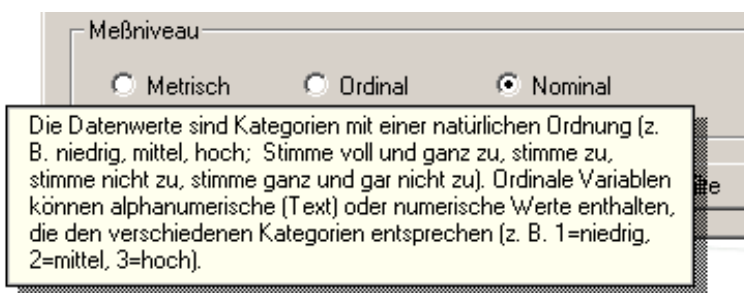 Meßniveau
Metrisch Ordinal Nominal
Die Datenwerte sind Kategorien mit einer natürlichen Ordnung (z.
B. niedrig, mittel, hoch; Stimme voll und ganz zu, stimme zu,
stimme nicht zu, stimme ganz und gar nicht zu). Ordinale Variablen
können alphanumerische (Text) oder numerische Werte enthalten,
die den verschiedenen Kategorien entsprechen (z. B. 1=niedrig,
2=mittel, 3=hoch).